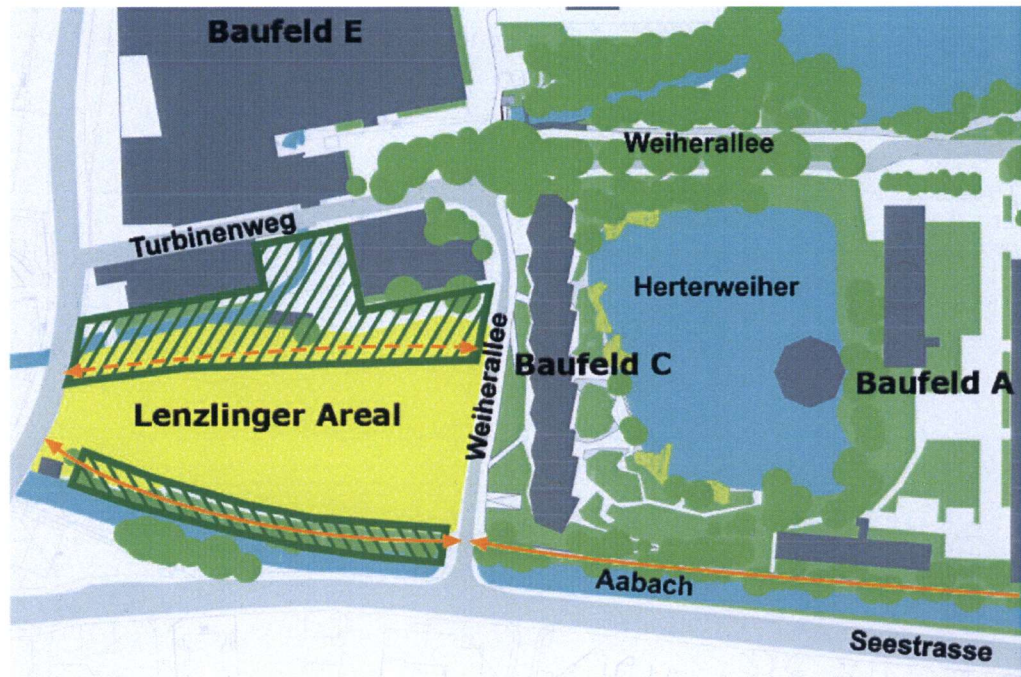 Baufeld E
Weiherallee
Turbinenweg
Herterweiher
Weiherallee
Baufeld C
Baufeld A
Lenzlinger Areal
Aabach
Seestrasse